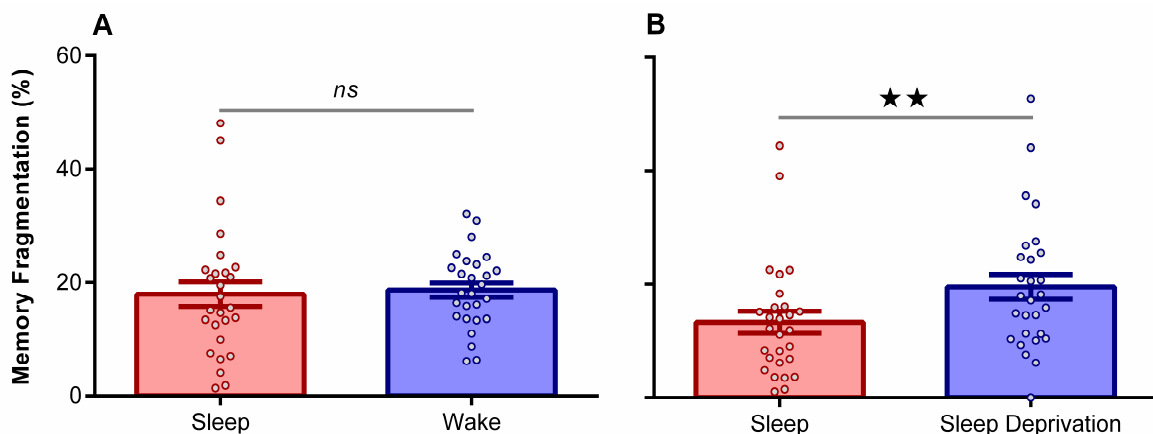 A
B
Memory Fragmentation (%)
60
40
20
0
ns
★★
Sleep
Wake
Sleep
Sleep Deprivation